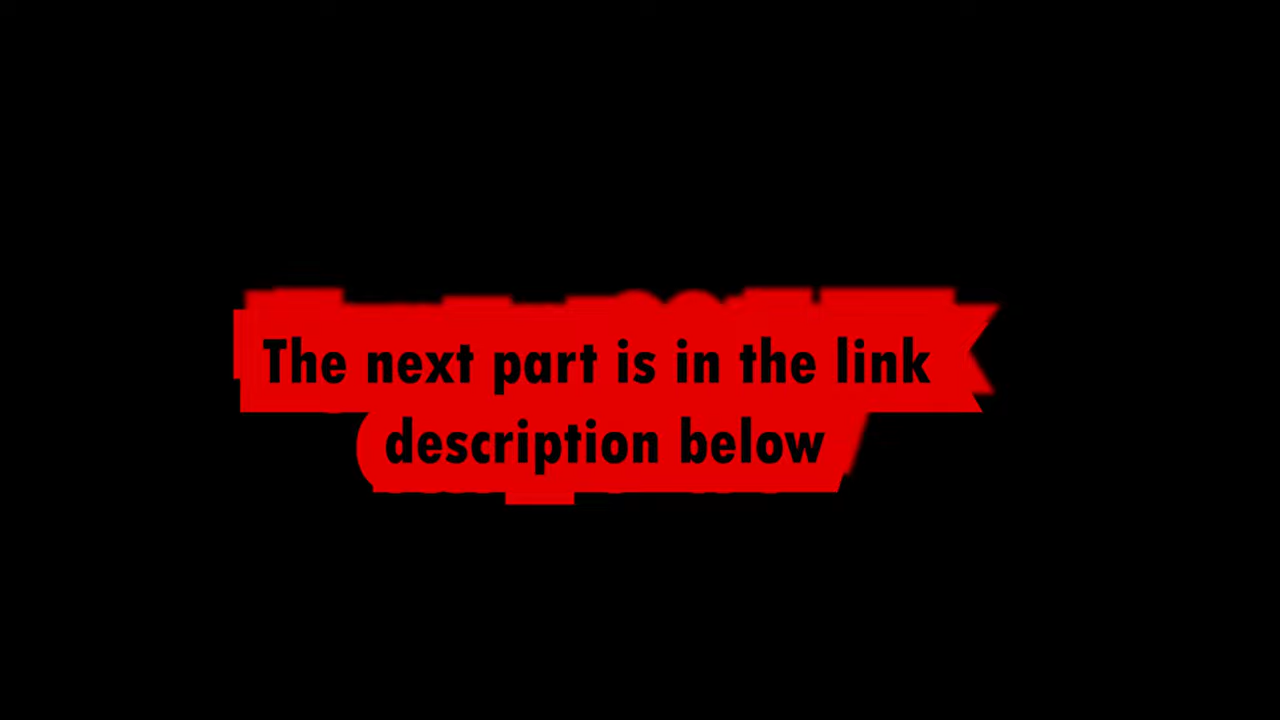 The next part is in the link
description below